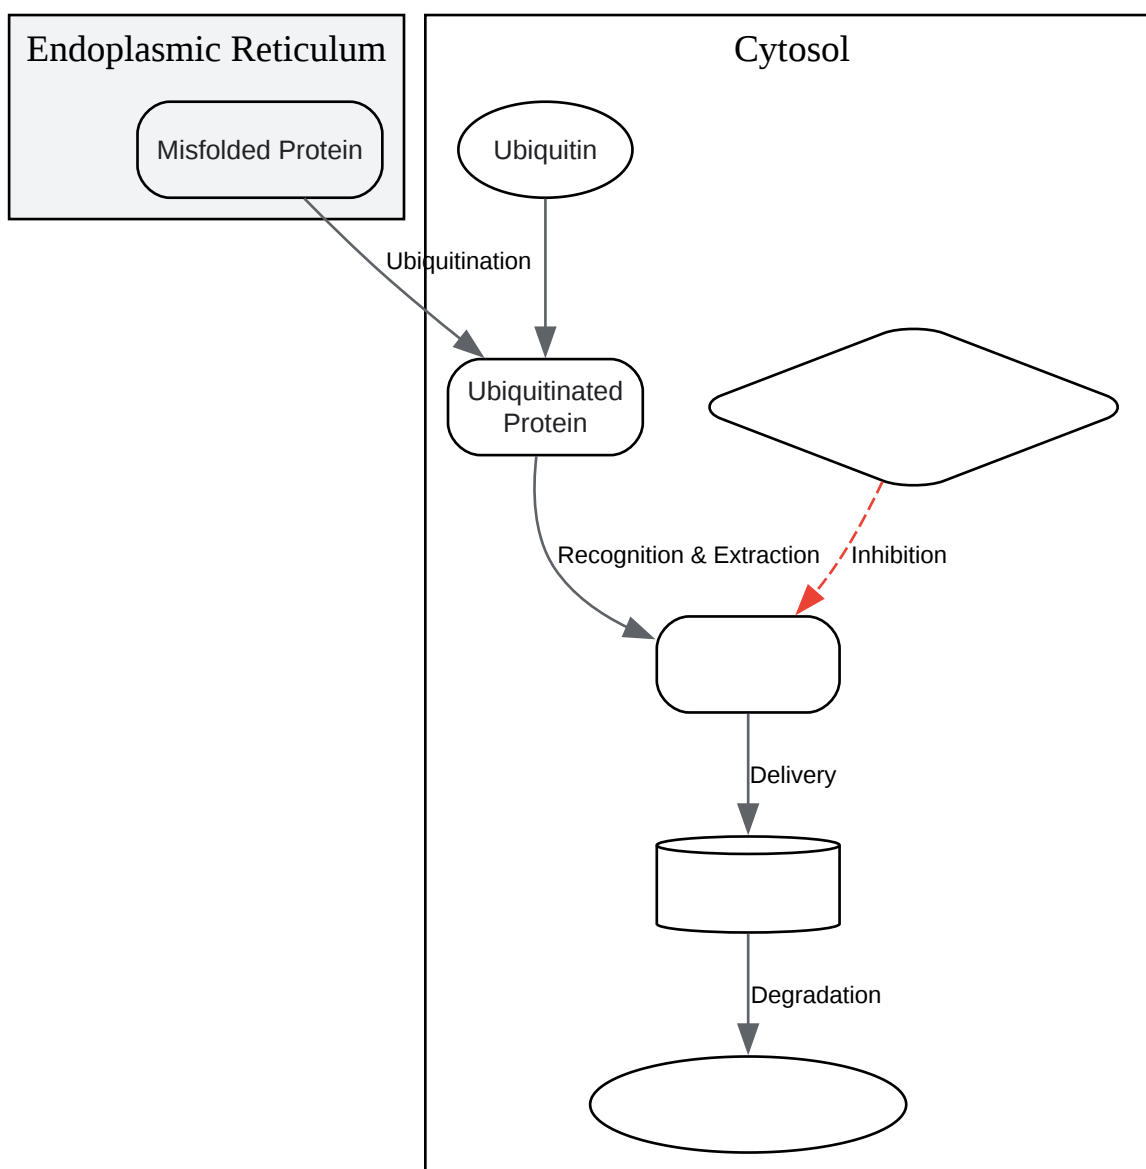 Endoplasmic Reticulum
Cytosol
Misfolded Protein
Ubiquitin
Ubiquitination
Ubiquitinated
Protein
Recognition & Extraction
Inhibition
Delivery
Degradation